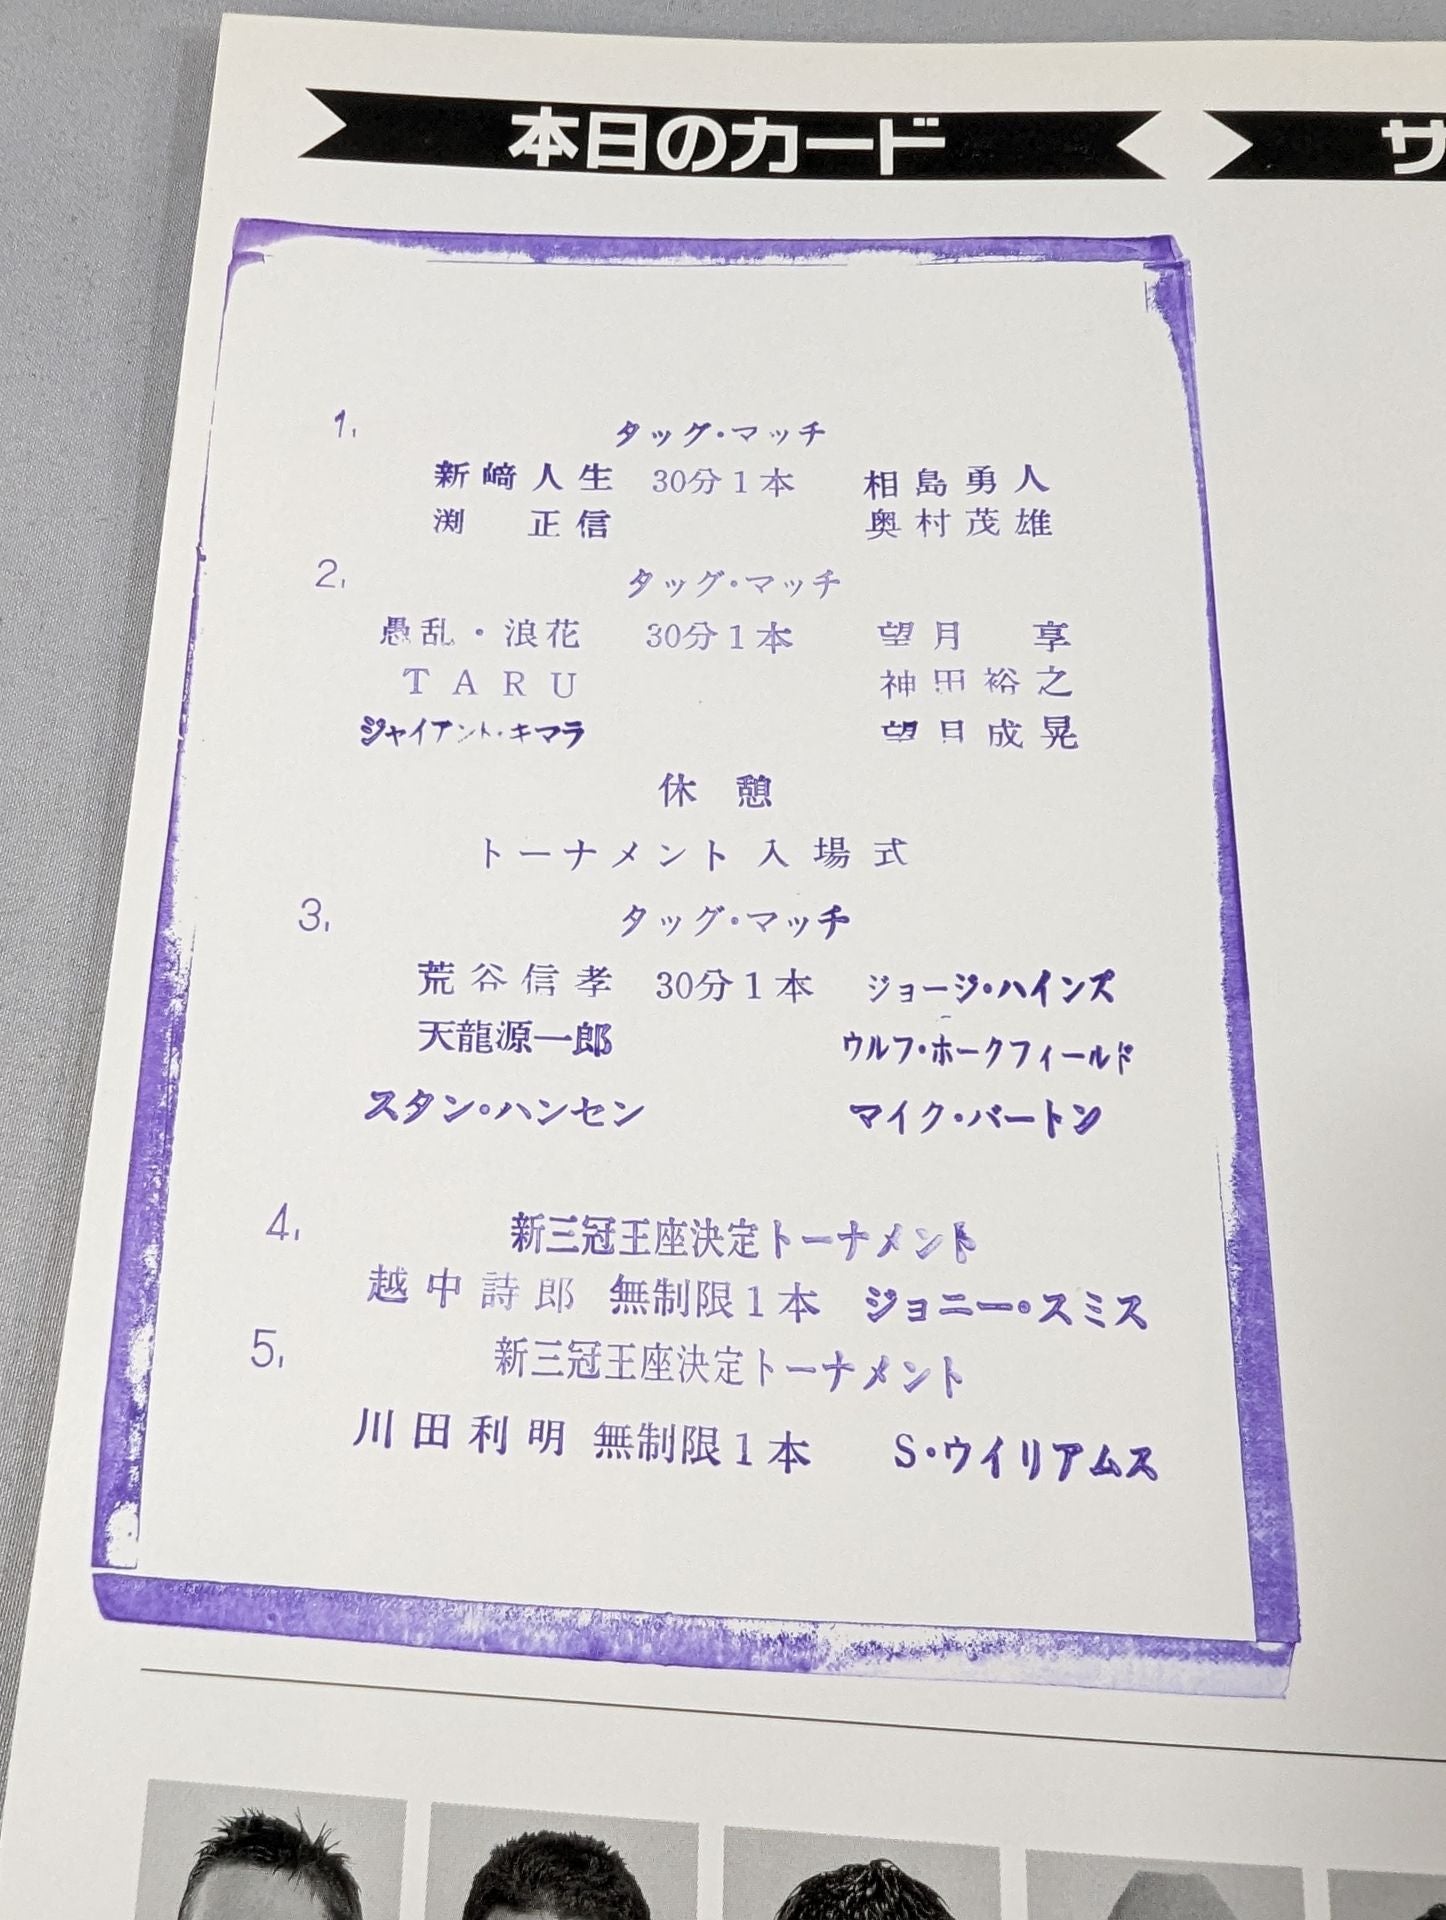 本日のカード
サ
1,
タッグ・マッチ
新﨑人生 30分1本 相島勇人
渕 正信 奥村茂雄
2,
タッグ・マッチ
愚乱・浪花 30分1本 望月 享
TARU 神田裕之
ジャイアント・キマラ 望月成晃
休憩
トーナメント入場式
3,
タッグ・マッチ
荒谷信孝 30分1本 ジョージ・ハインズ
天龍源一郎 ウルフ・ホークフィールド
スタン・ハンセン マイク・バートン
4,
新三冠王座決定トーナメント
越中詩郎 無制限1本 ジョニー・スミス
5,
新三冠王座決定トーナメント
川田利明 無制限1本 S・ウイリアムス